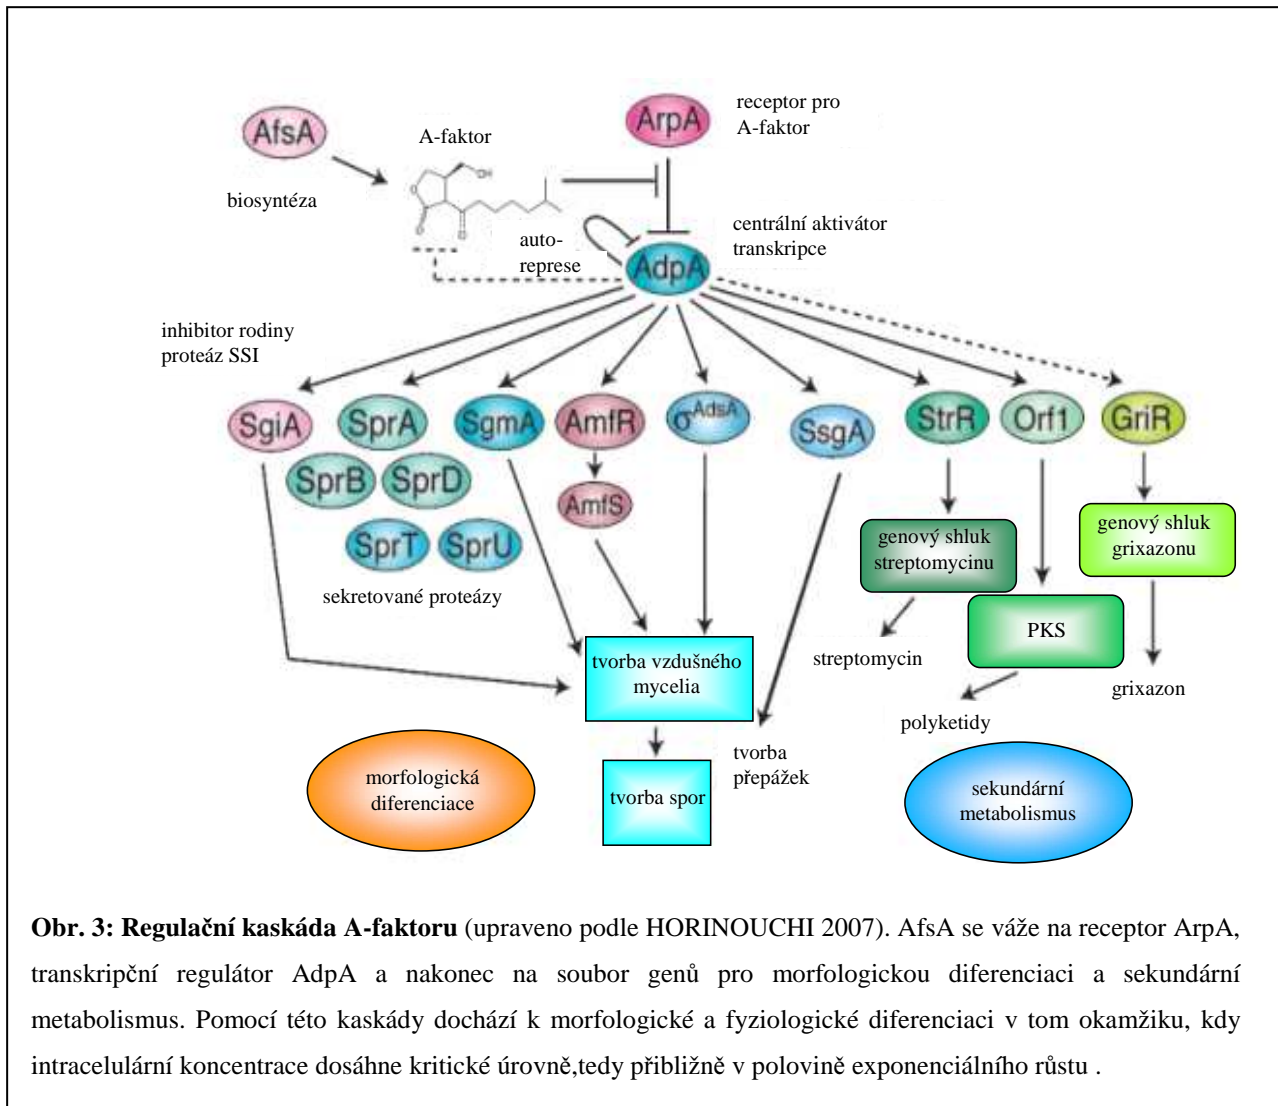 AfsA
A-faktor
ArpA
receptor pro
A-faktor
OH
O
O
O
biosyntéza
auto-
represe
centrální aktivátor
transkripce
AdpA
inhibitor rodiny
proteáz SSI
SgiA
SprA
SgmA
AmfR
σAdsA
SsgA
StrR
Orf1
GriR
SprB
SprD
AmfS
SprT
SprU
sekretované proteázy
genový shluk
streptomycinu
genový shluk
grixazonu
PKS
streptomycin
grixazon
polyketidy
tvorba vzdušného
mycelia
tvorba
přepážek
tvorba spor
morfologická
diferenciace
sekundární
metabolismus
Obr. 3: Regulační kaskáda A-faktoru (upraveno podle HORINOUCHI 2007). AfsA se váže na receptor ArpA,
transkripční regulátor AdpA a nakonec na soubor genů pro morfologickou diferenciaci a sekundární
metabolismus. Pomocí této kaskády dochází k morfologické a fyziologické diferenciaci v tom okamžiku, kdy
intracelulární koncentrace dosáhne kritické úrovně,tedy přibližně v polovině exponenciálního růstu .